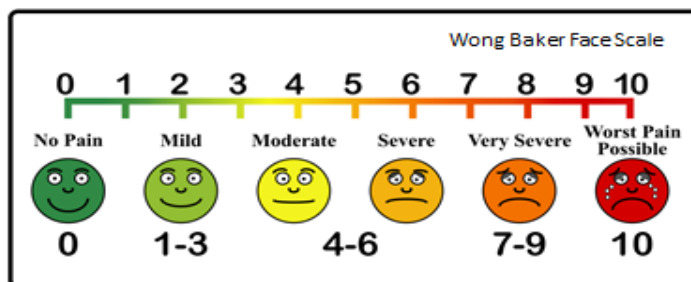 Wong Baker Face Scale
0 1 2 3 4 5 6 7 8 9 10
No Pain Mild Moderate Severe Very Severe Worst Pain
Possible
0 1-3 4-6 7-9 10